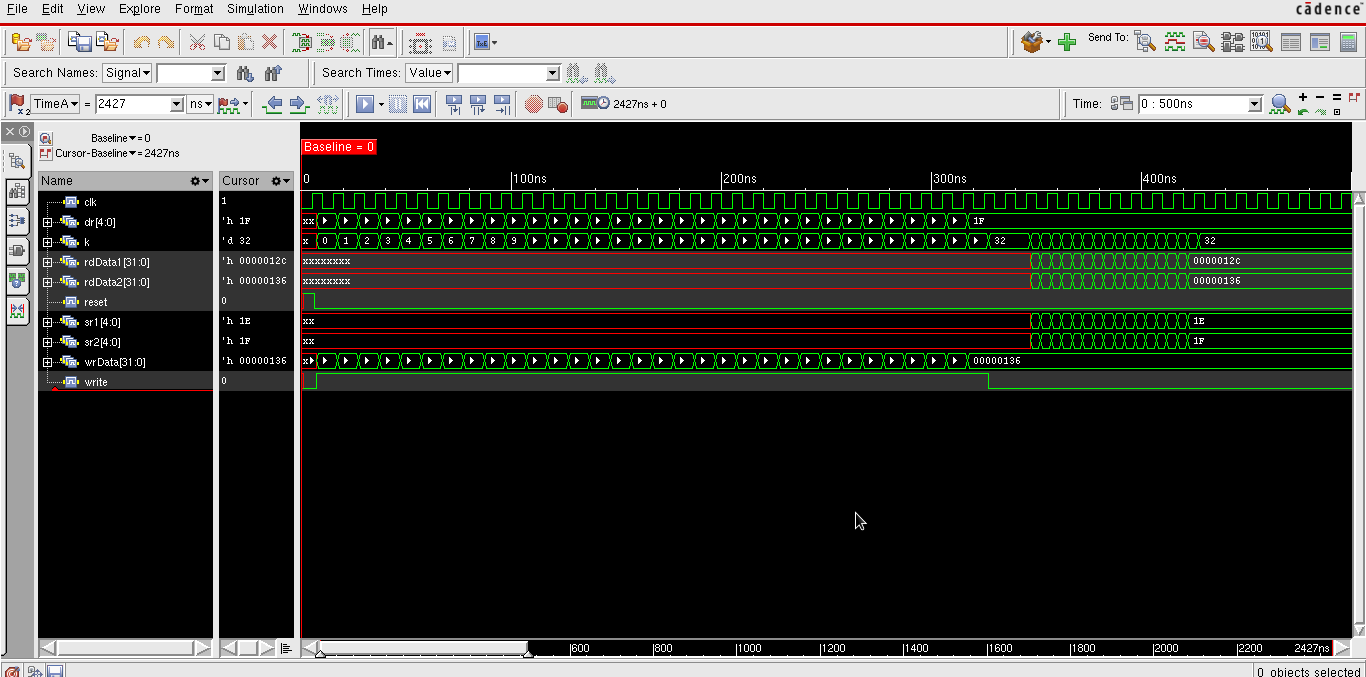 File Edit View Explore Format Simulation Windows Help
cādence
Send To:
Search Names: Signal
Search Times: Value
TimeA = 2427 ns
2427ns + 0
Time: 0 : 500ns
Baseline = 0
Cursor-Baseline = 2427ns
Baseline = 0
Name Cursor
0 100ns 200ns 300ns 400ns
clk 1
dr[4:0] 'h 1F xx 1F
k 'd 32 x 0 1 2 3 4 5 6 7 8 9 32 32
rdData1[31:0] 'h 0000012c xxxxxxxx 0000012c
rdData2[31:0] 'h 00000136 xxxxxxxx 00000136
reset 0
sr1[4:0] 'h 1E xx 1E
sr2[4:0] 'h 1F xx 1F
wrData[31:0] 'h 00000136 x 00000136
write 0
600 800 1000 1200 1400 1600 1800 2000 2200 2427ns
0 objects selected